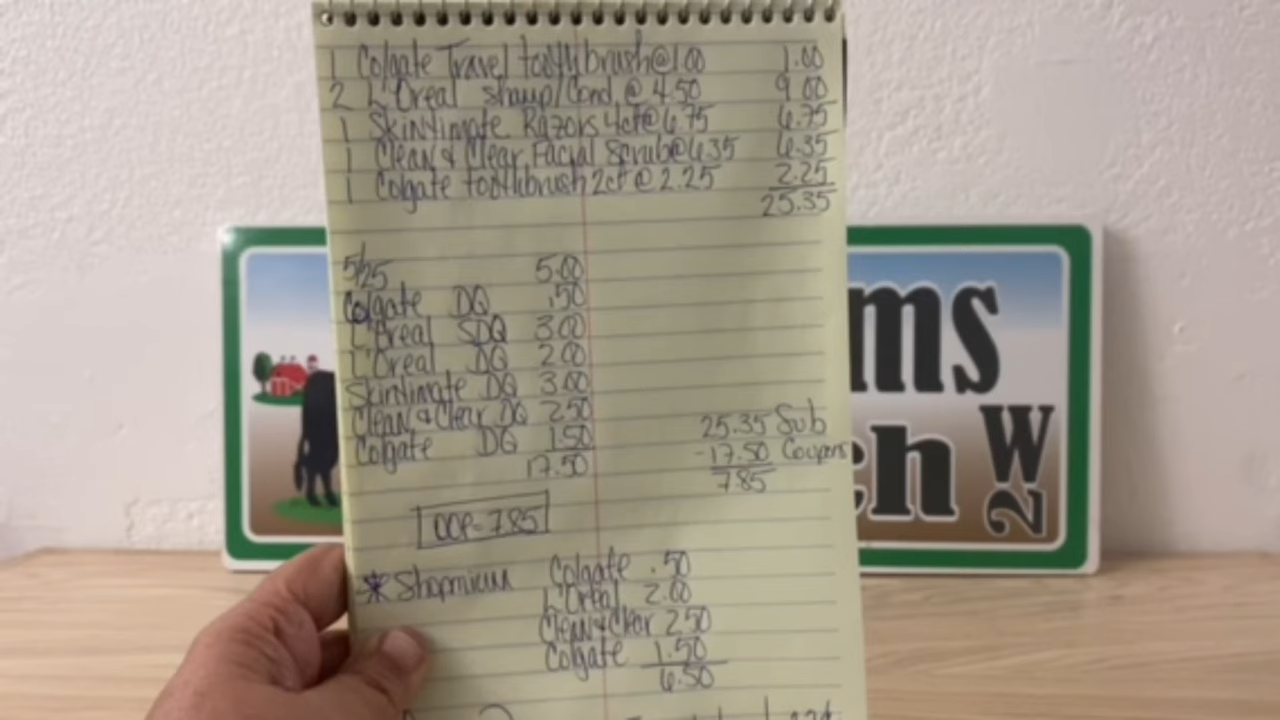 1 Colgate Travel toothbrush@1.00 1.00
2 L'Oreal shamp/Cond @ 4.50 9.00
1 Skintimate Razors 4ct@6.75 6.75
1 Clean & Clear Facial Scrub@6.35 6.35
1 Colgate toothbrush 2ct @ 2.25 2.25
25.35
5/25 5.00
Colgate DQ .50
L'Oreal SDQ 3.00
L'Oreal DQ 2.00
Skintimate DQ 3.00
Clean & Clear DQ 2.50
Colgate DQ 1.50
17.50
25.35 Sub
-17.50 Coupons
7.85
OOP= 7.85
* Shopmium Colgate .50
L'Oreal 2.00
Clean & Clear 2.50
Colgate 1.50
6.50
ms
ch
W2